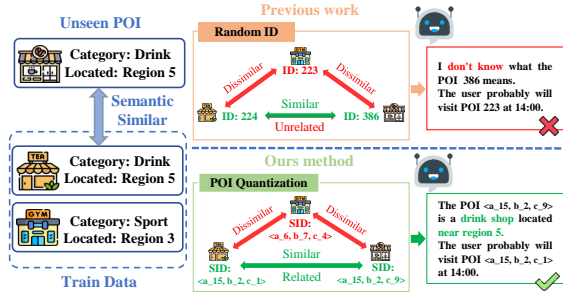 Unseen POI
Category: Drink
Located: Region 5
Semantic
Similar
TEA
Category: Drink
Located: Region 5
GYM
Category: Sport
Located: Region 3
Train Data
Previous work
Random ID
Dissimilar
ID: 223
Dissimilar
Similar
ID: 224
ID: 386
Unrelated
I don't know what the
POI 386 means.
The user probably will
visit POI 223 at 14:00.
Ours method
POI Quantization
Dissimilar
SID:
<a_6, b_7, c_4>
Dissimilar
Similar
SID:
Related
SID:
<a_15, b_2, c_1>
<a_15, b_2, c_9>
The POI <a_15, b_2, c_9>
is a drink shop located
near region 5.
The user probably will
visit POI <a_15, b_2, c_1>
at 14:00.